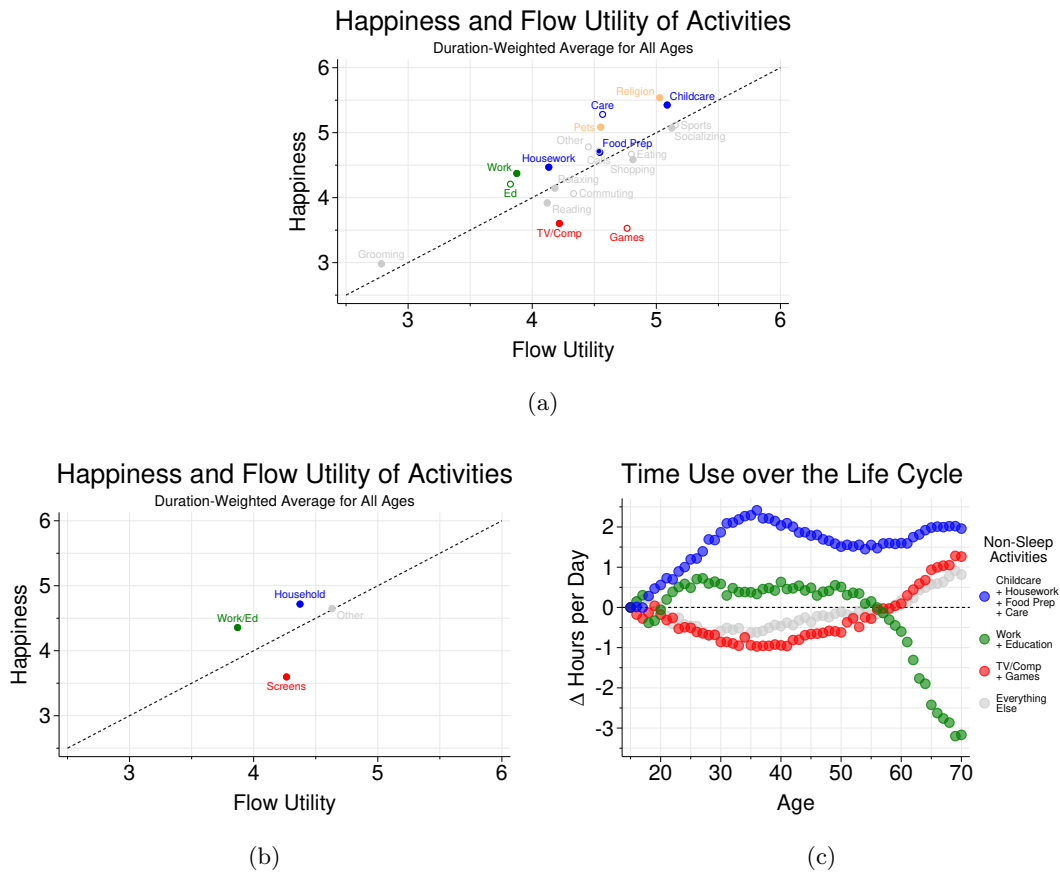 Happiness and Flow Utility of Activities
Duration-Weighted Average for All Ages
Happiness
6
5
4
3
Religion
Childcare
Care
Pets
Sports
Socializing
Other
Food Prep
Eating
Housework
Shopping
Work
Relaxing
Ed
Commuting
Reading
TV/Comp
Games
Grooming
3
4
5
6
Flow Utility
(a)
Happiness and Flow Utility of Activities
Duration-Weighted Average for All Ages
Happiness
6
5
4
3
Household
Work/Ed
Other
Screens
3
4
5
6
Flow Utility
(b)
Time Use over the Life Cycle
Δ Hours per Day
2
1
0
-1
-2
-3
20
30
40
50
60
70
Age
Non-Sleep
Activities
Childcare
+ Housework
+ Food Prep
+ Care
Work
+ Education
TV/Comp
+ Games
Everything
Else
(c)